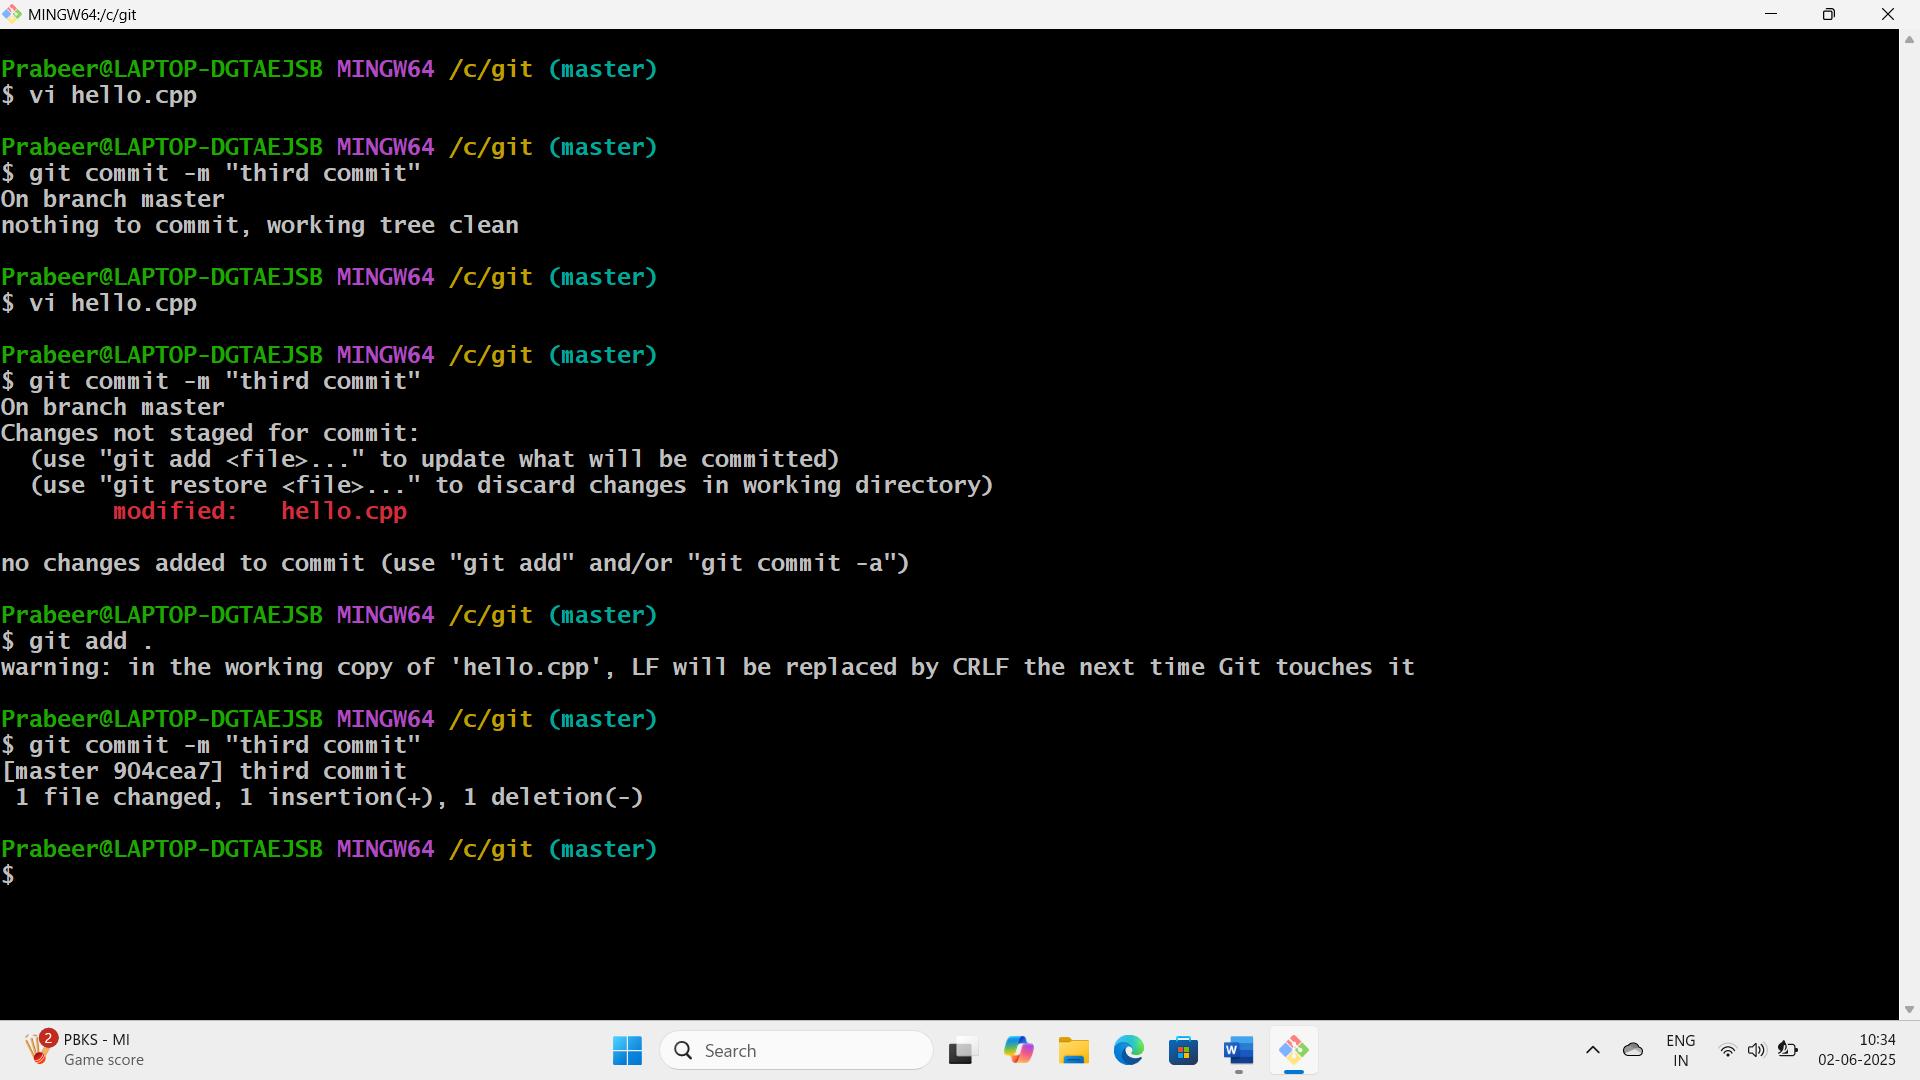 MINGW64:/c/git
Prabeer@LAPTOP-DGTAEJSB MINGW64 /c/git (master)
$ vi hello.cpp
Prabeer@LAPTOP-DGTAEJSB MINGW64 /c/git (master)
$ git commit -m "third commit"
On branch master
nothing to commit, working tree clean
Prabeer@LAPTOP-DGTAEJSB MINGW64 /c/git (master)
$ vi hello.cpp
Prabeer@LAPTOP-DGTAEJSB MINGW64 /c/git (master)
$ git commit -m "third commit"
On branch master
Changes not staged for commit:
  (use "git add <file>..." to update what will be committed)
  (use "git restore <file>..." to discard changes in working directory)
        modified:   hello.cpp
no changes added to commit (use "git add" and/or "git commit -a")
Prabeer@LAPTOP-DGTAEJSB MINGW64 /c/git (master)
$ git add .
warning: in the working copy of 'hello.cpp', LF will be replaced by CRLF the next time Git touches it
Prabeer@LAPTOP-DGTAEJSB MINGW64 /c/git (master)
$ git commit -m "third commit"
[master 904cea7] third commit
 1 file changed, 1 insertion(+), 1 deletion(-)
Prabeer@LAPTOP-DGTAEJSB MINGW64 /c/git (master)
$
2
PBKS - MI
Game score
Search
W
ENG
IN
10:34
02-06-2025